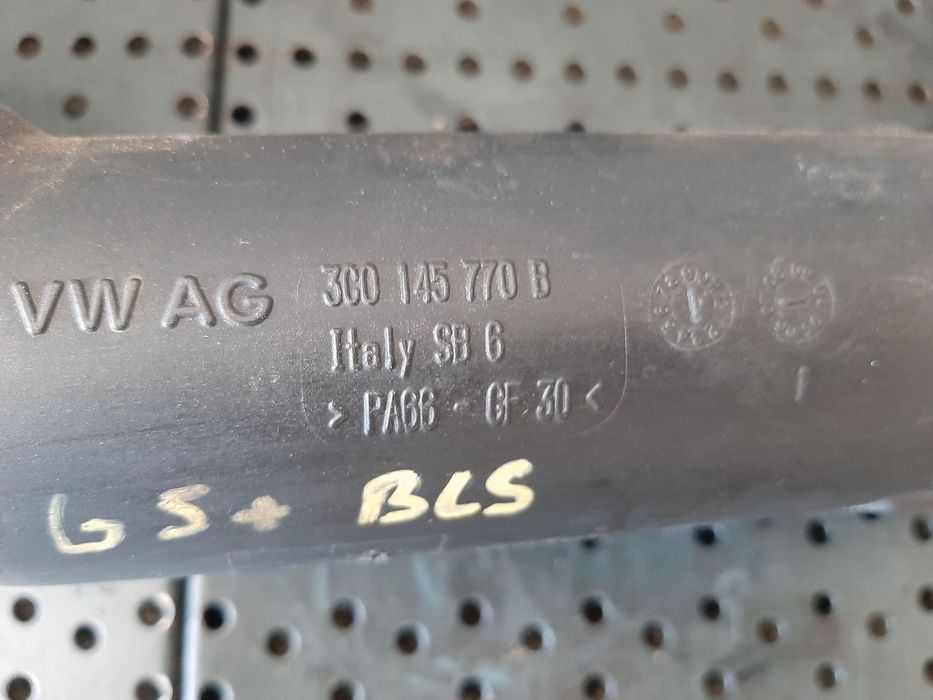 VW AG
3C0 145 770 B
Italy SB 6
> PA66 - GF 30 <
G5+ BLS